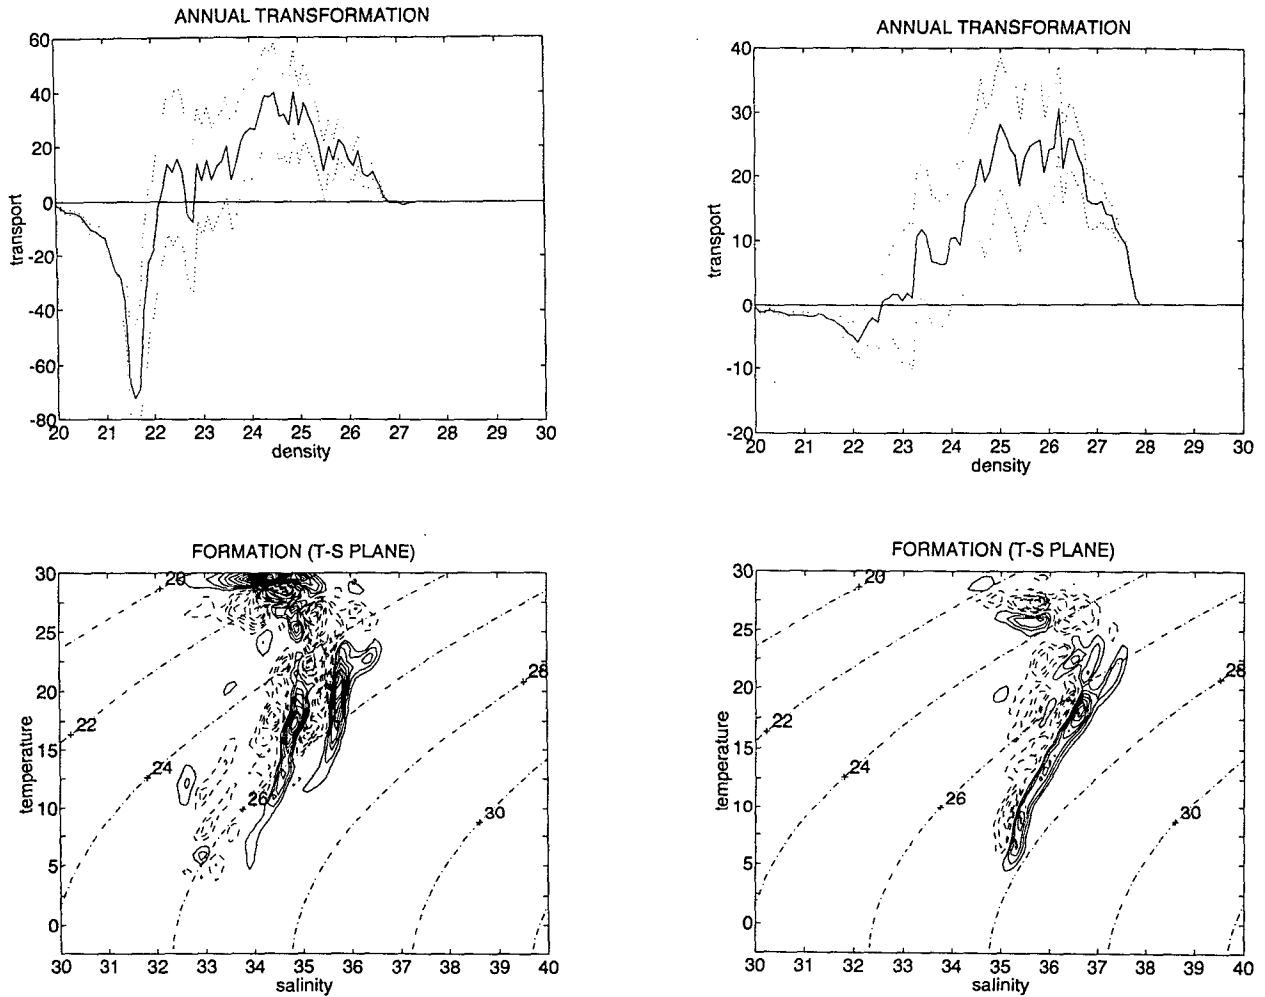 ANNUAL TRANSFORMATION
60
40
20
0
-20
-40
-60
-80
transport
20 21 22 23 24 25 26 27 28 29 30
density
ANNUAL TRANSFORMATION
40
30
20
10
0
-10
-20
transport
20 21 22 23 24 25 26 27 28 29 30
density
FORMATION (T-S PLANE)
30
25
20
15
10
5
0
temperature
20
22
24
26
28
30
30 31 32 33 34 35 36 37 38 39 40
salinity
FORMATION (T-S PLANE)
30
25
20
15
10
5
0
temperature
20
22
24
26
28
30
30 31 32 33 34 35 36 37 38 39 40
salinity